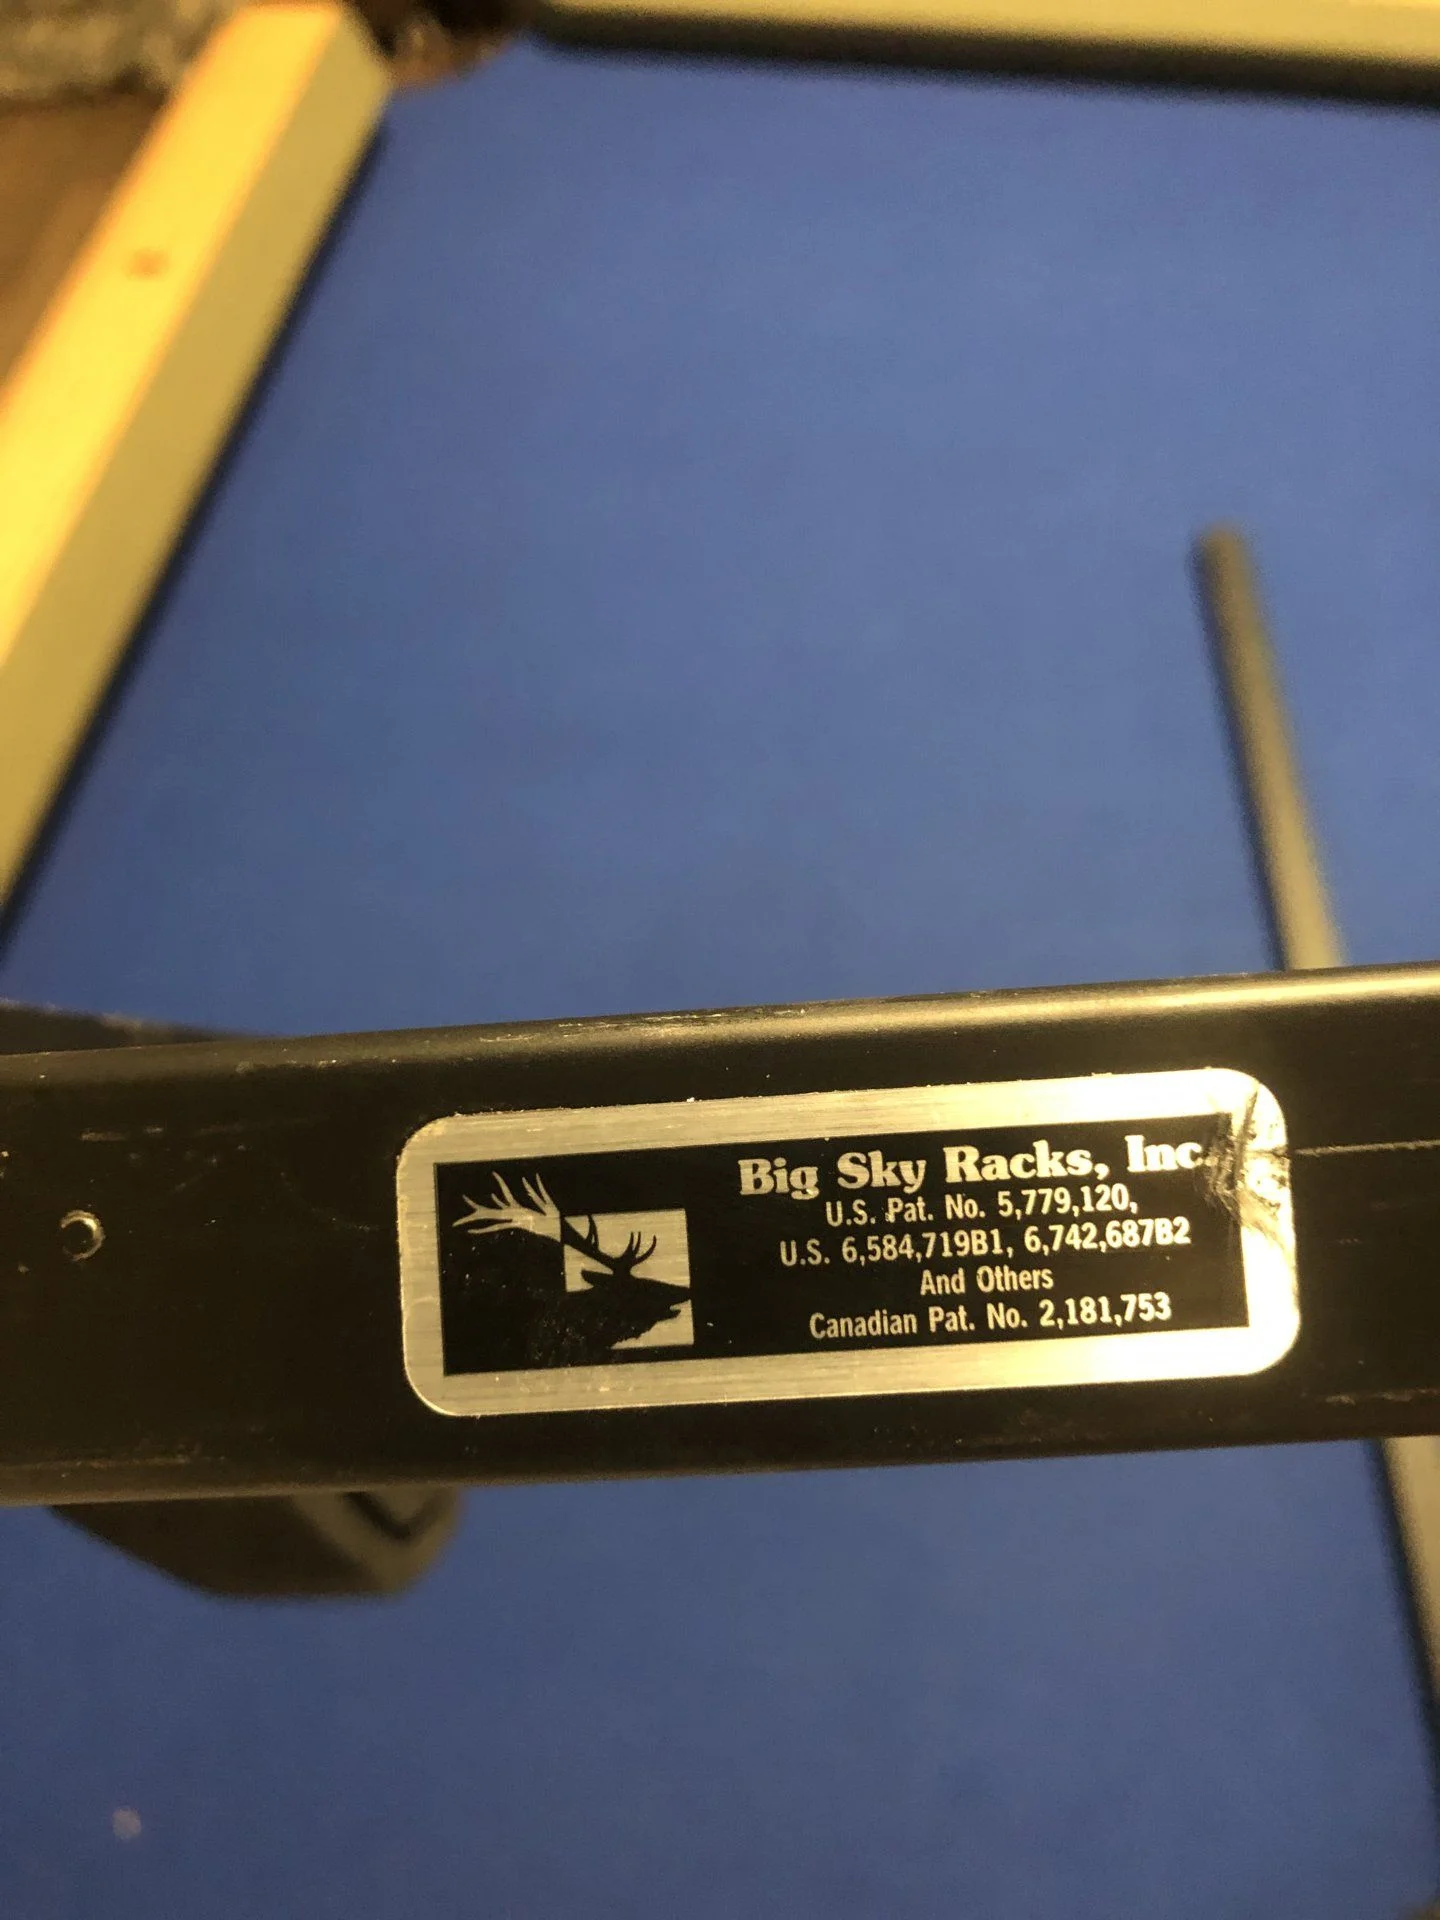 Big Sky Racks, Inc.
U.S. Pat. No. 5,779,120,
U.S. 6,584,719B1, 6,742,687B2
And Others
Canadian Pat. No. 2,181,753